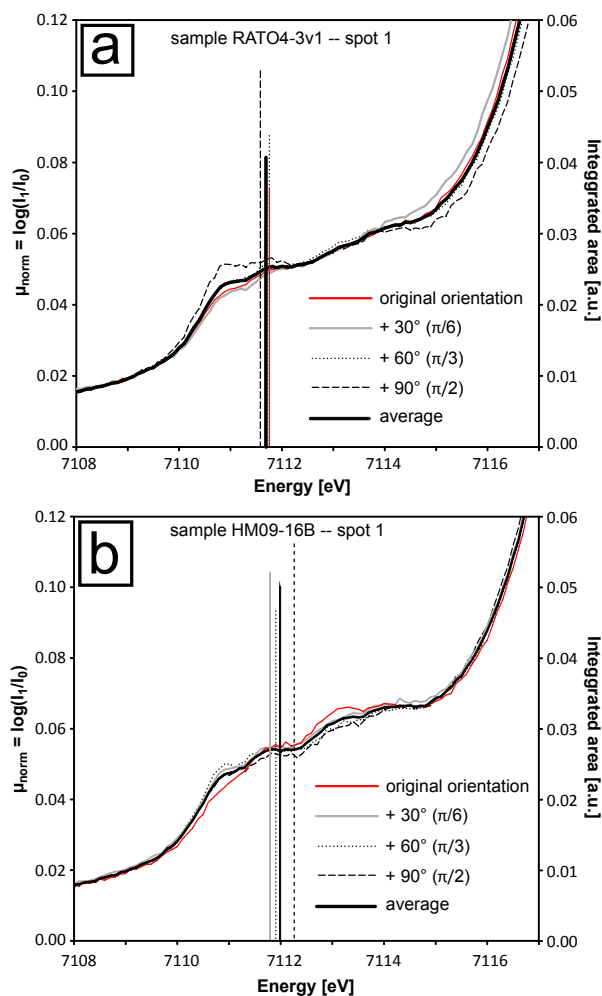 a
sample RATO4-3v1 -- spot 1
0.12
0.10
0.08
0.06
0.04
0.02
0.00
μnorm = log(I1/I0)
0.06
0.05
0.04
0.03
0.02
0.01
0.00
Integgrated area [a.u.]
original orientation
+ 30° (π/6)
+ 60° (π/3)
+ 90° (π/2)
average
7108 7110 7112 7114 7116
Energy [eV]
b
sample HM09-16B -- spot 1
0.12
0.10
0.08
0.06
0.04
0.02
0.00
μnorm = log(I1/I0)
0.06
0.05
0.04
0.03
0.02
0.01
0.00
Integgrated area [a.u.]
original orientation
+ 30° (π/6)
+ 60° (π/3)
+ 90° (π/2)
average
7108 7110 7112 7114 7116
Energy [eV]